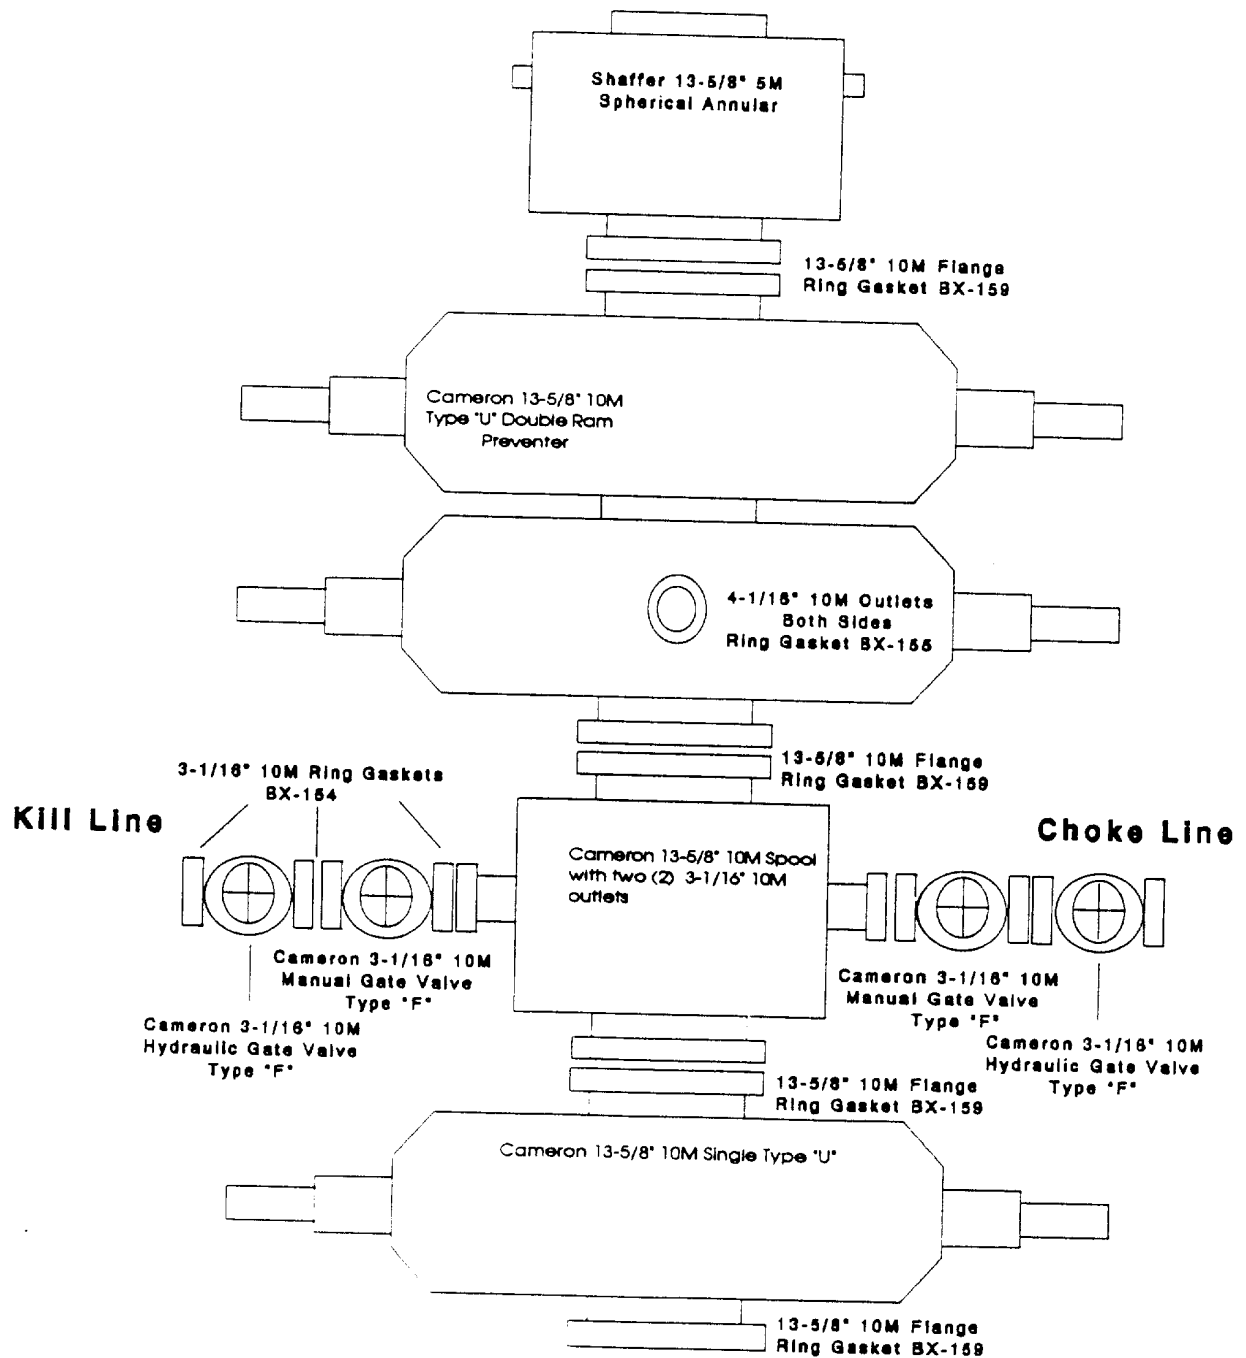 Shaffer 13-5/8" 5M
Spherical Annular
13-5/8" 10M Flange
Ring Gasket BX-159
Cameron 13-5/8" 10M
Type "U" Double Ram
Preventer
4-1/16" 10M Outlets
Both Sides
Ring Gasket BX-155
13-5/8" 10M Flange
Ring Gasket BX-159
3-1/16" 10M Ring Gaskets
BX-154
Kill Line
Choke Line
Cameron 13-5/8" 10M Spool
with two (2) 3-1/16" 10M
outlets
Cameron 3-1/16" 10M
Manual Gate Valve
Type "F"
Cameron 3-1/16" 10M
Hydraulic Gate Valve
Type "F"
Cameron 3-1/16" 10M
Manual Gate Valve
Type "F"
Cameron 3-1/16" 10M
Hydraulic Gate Valve
Type "F"
13-5/8" 10M Flange
Ring Gasket BX-159
Cameron 13-5/8" 10M Single Type "U"
13-5/8" 10M Flange
Ring Gasket BX-159